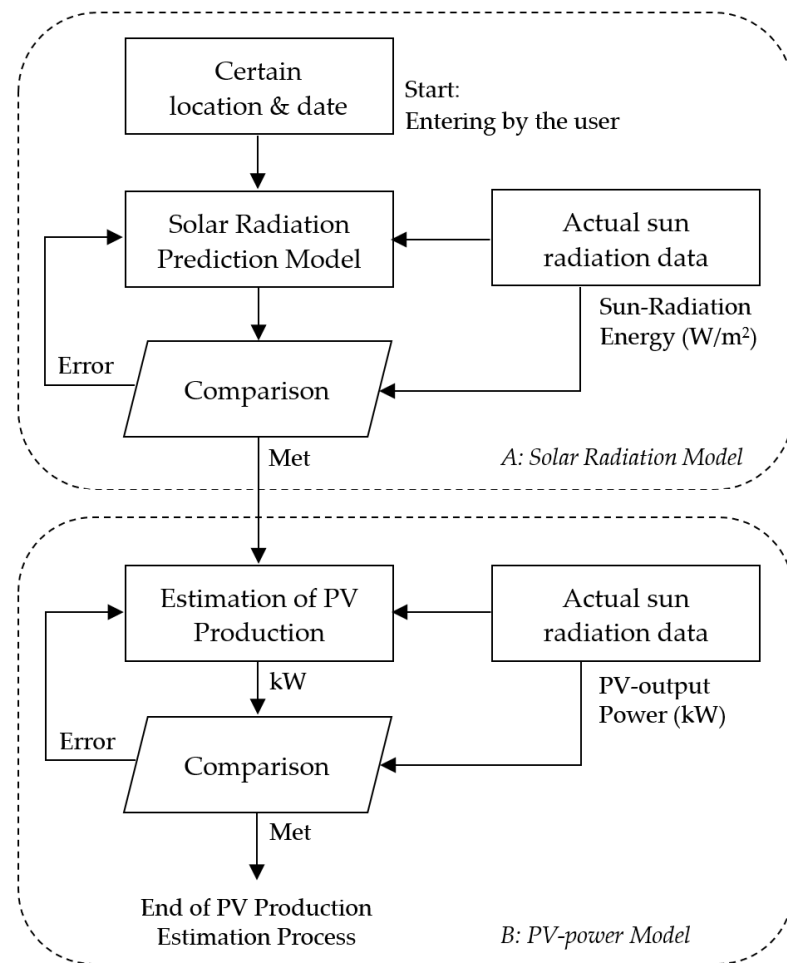 Certain
location & date
Start:
Entering by the user
Solar Radiation
Prediction Model
Actual sun
radiation data
Sun-Radiation
Energy (W/m²)
Error
Comparison
Met
A: Solar Radiation Model
Estimation of PV
Production
Actual sun
radiation data
kW
PV-output
Power (kW)
Error
Comparison
Met
End of PV Production
Estimation Process
B: PV-power Model